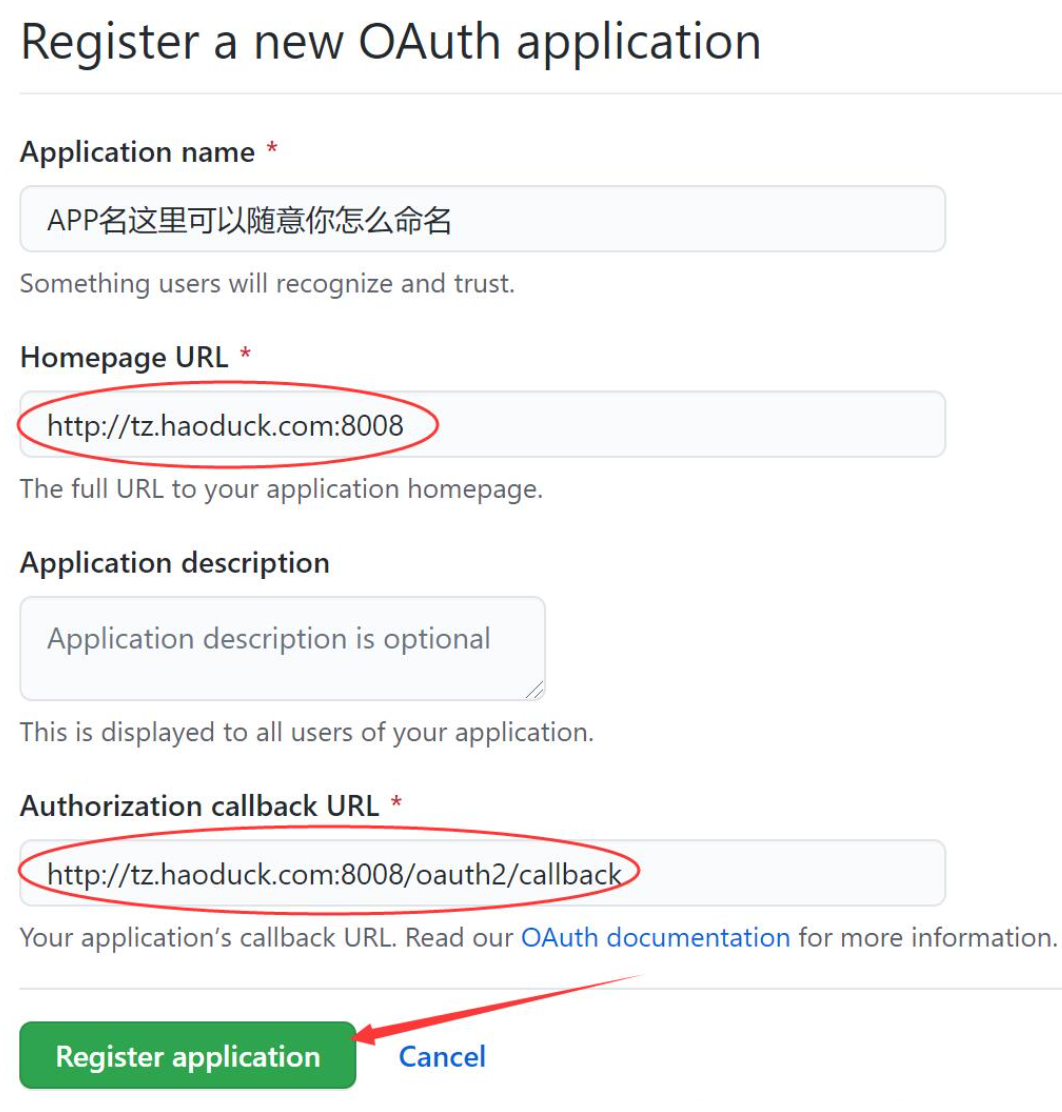 Register a new OAuth application
Application name *
APP名这里可以随意你怎么命名
Something users will recognize and trust.
Homepage URL *
http://tz.haoduck.com:8008
The full URL to your application homepage.
Application description
Application description is optional
This is displayed to all users of your application.
Authorization callback URL *
http://tz.haoduck.com:8008/oauth2/callback
Your application’s callback URL. Read our OAuth documentation for more information.
Register application Cancel